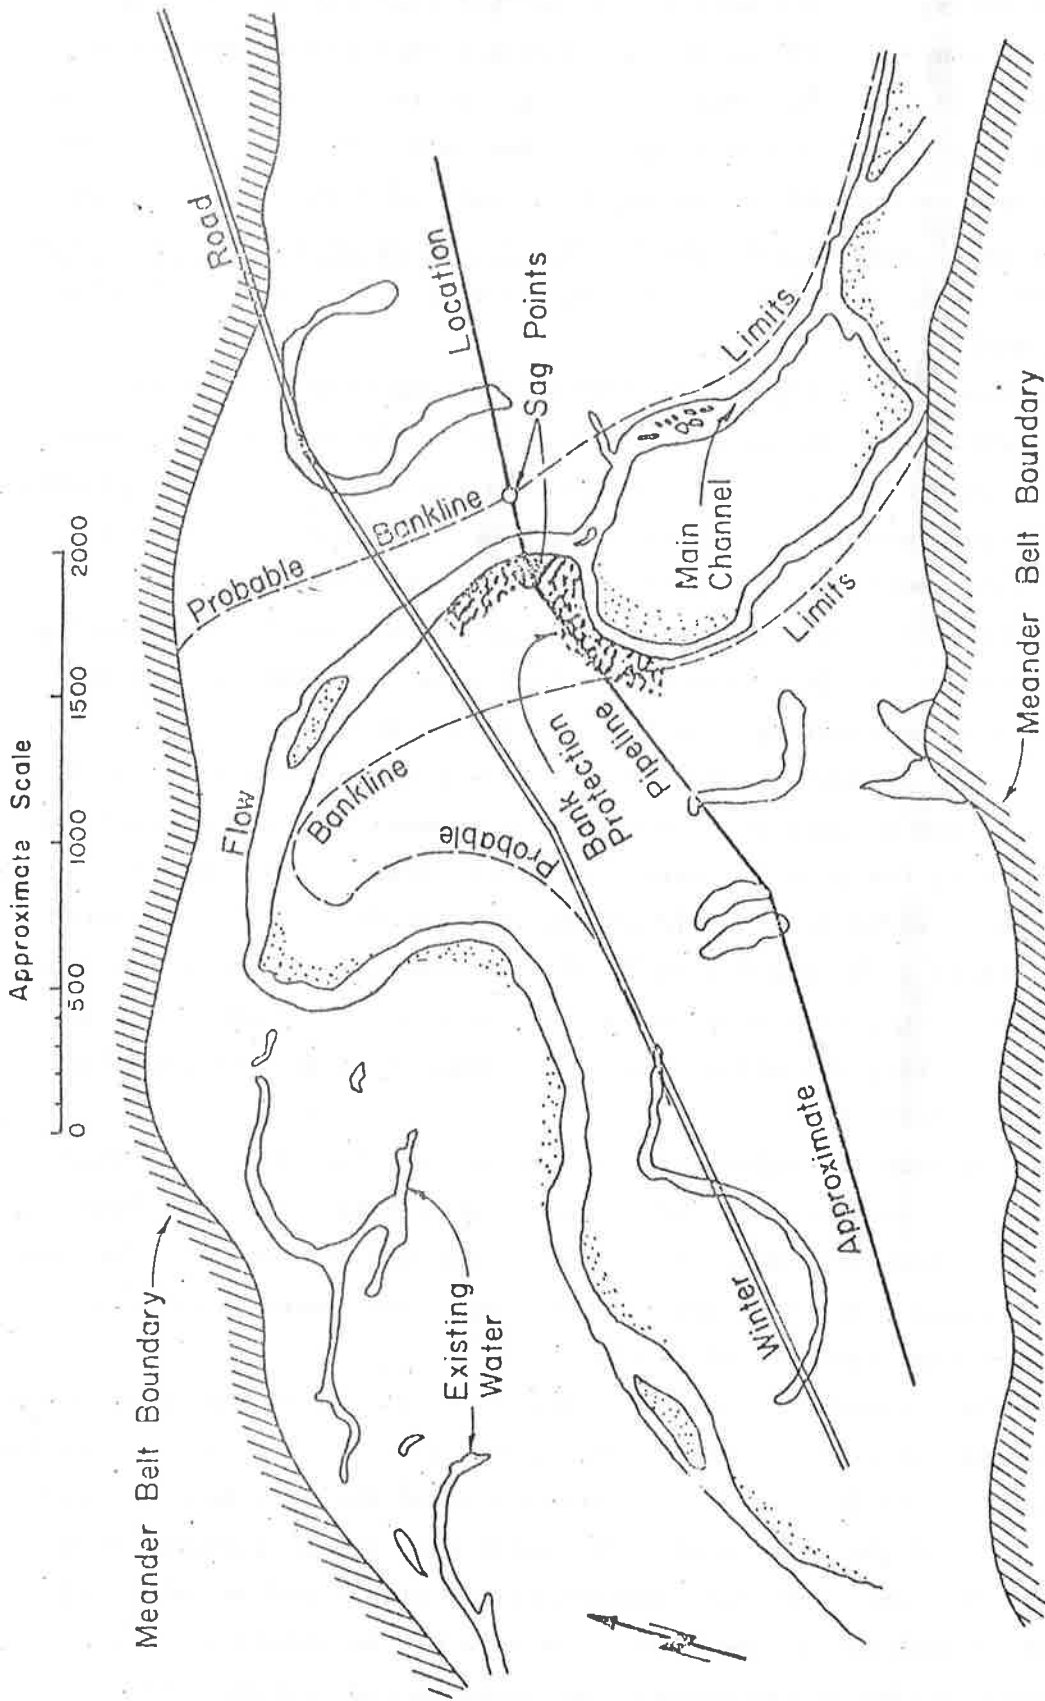 Approximate Scale
0 500 1000 1500 2000
Meander Belt Boundary
Road
Probable
Bankline
Limits
Flow
Bankline
Probable
Limits
Location
Sag Points
Main
Channel
Bank
Protection
Pipeline
Approximate
Winter
Existing
Water
Meander Belt Boundary